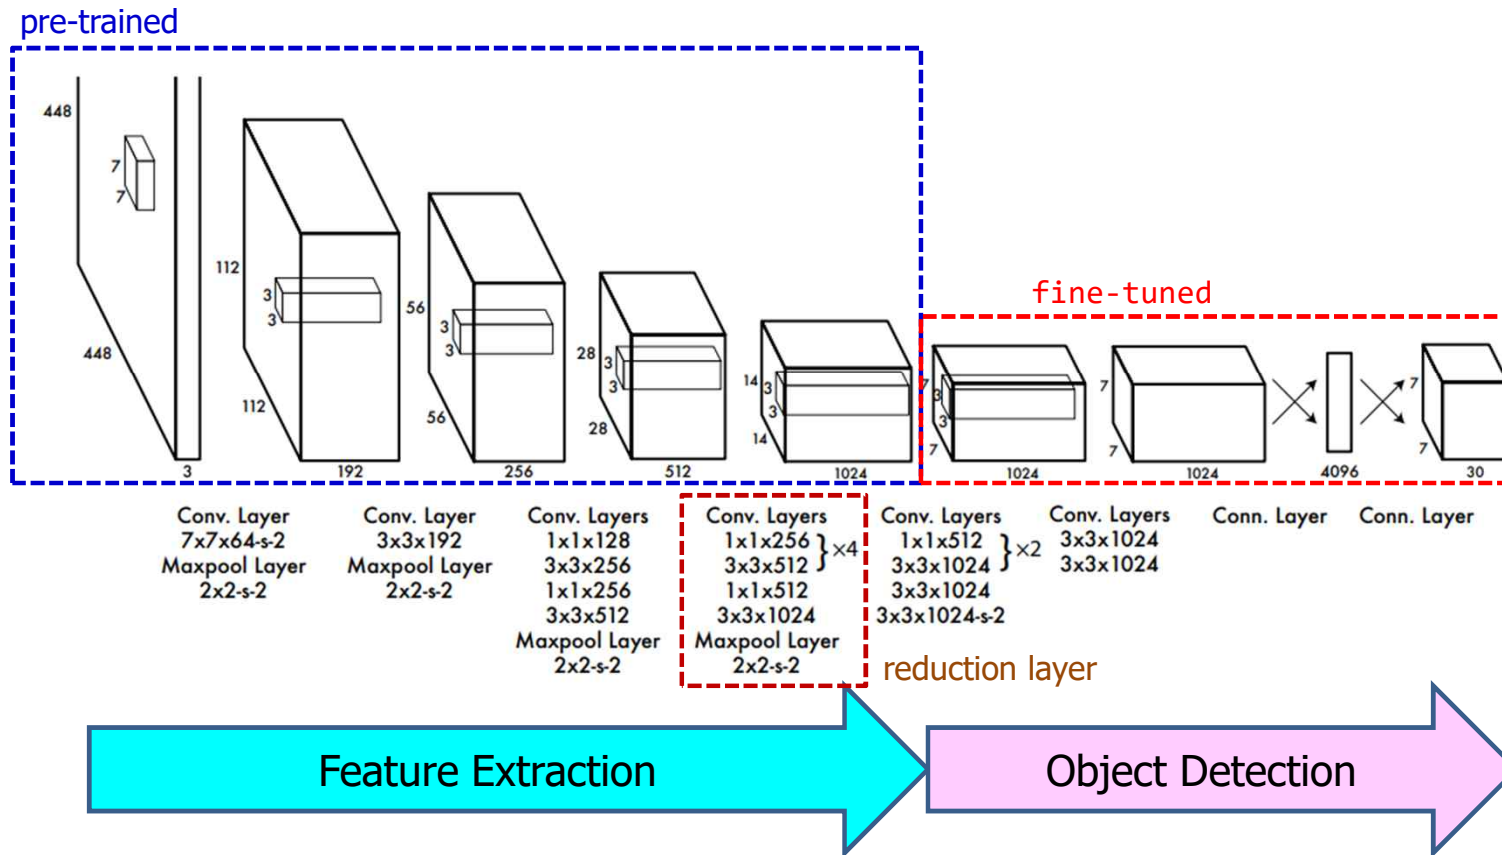 pre-trained
448
7
7
448
3
112
3
3
112
192
56
3
3
56
256
28
3
3
28
512
14
3
3
14
1024
fine-tuned
7
3
3
7
1024
7
7
1024
4096
7
7
30
Conv. Layer
7x7x64-s-2
Maxpool Layer
2x2-s-2
Conv. Layer
3x3x192
Maxpool Layer
2x2-s-2
Conv. Layers
1x1x128
3x3x256
1x1x256
3x3x512
Maxpool Layer
2x2-s-2
Conv. Layers
1x1x256
3x3x512
}×4
1x1x512
3x3x1024
Maxpool Layer
2x2-s-2
Conv. Layers
1x1x512
3x3x1024
}×2
3x3x1024
3x3x1024-s-2
Conv. Layers
3x3x1024
3x3x1024
Conn. Layer
Conn. Layer
reduction layer
Feature Extraction
Object Detection